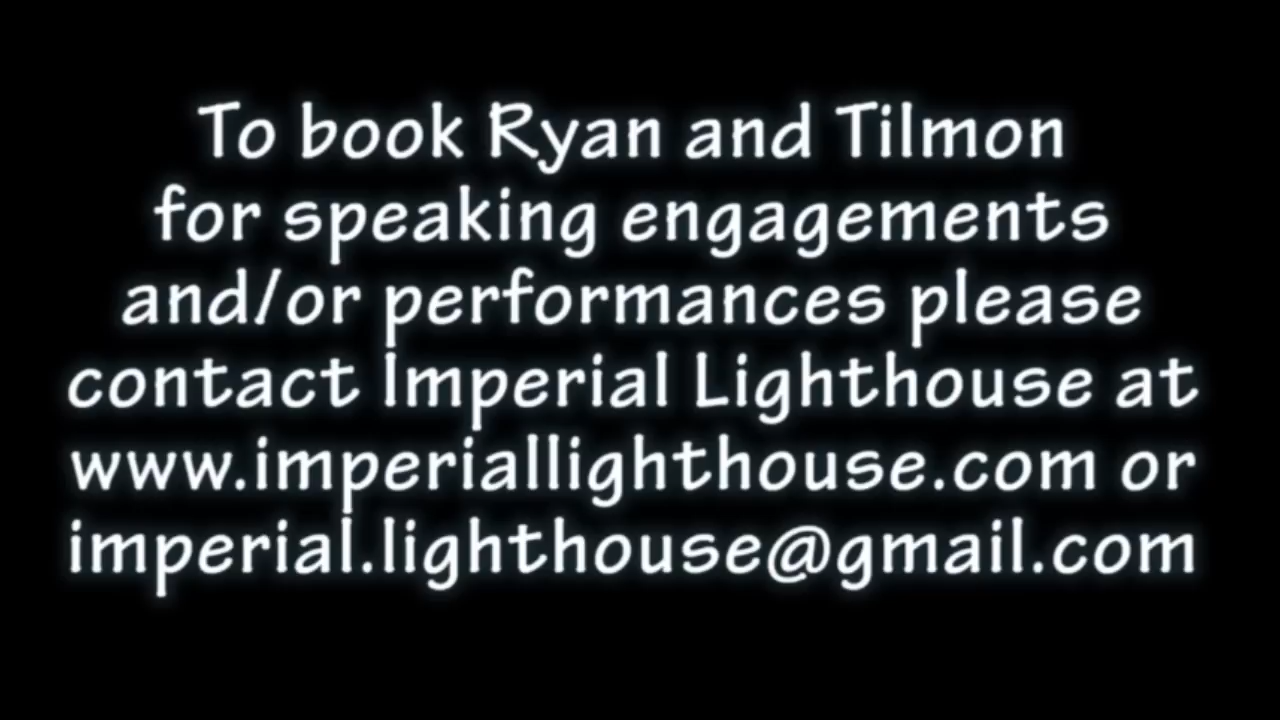 To book Ryan and Tilmon
for speaking engagements
and/or performances please
contact Imperial Lighthouse at
www.imperiallighthouse.com or
imperial.lighthouse@gmail.com